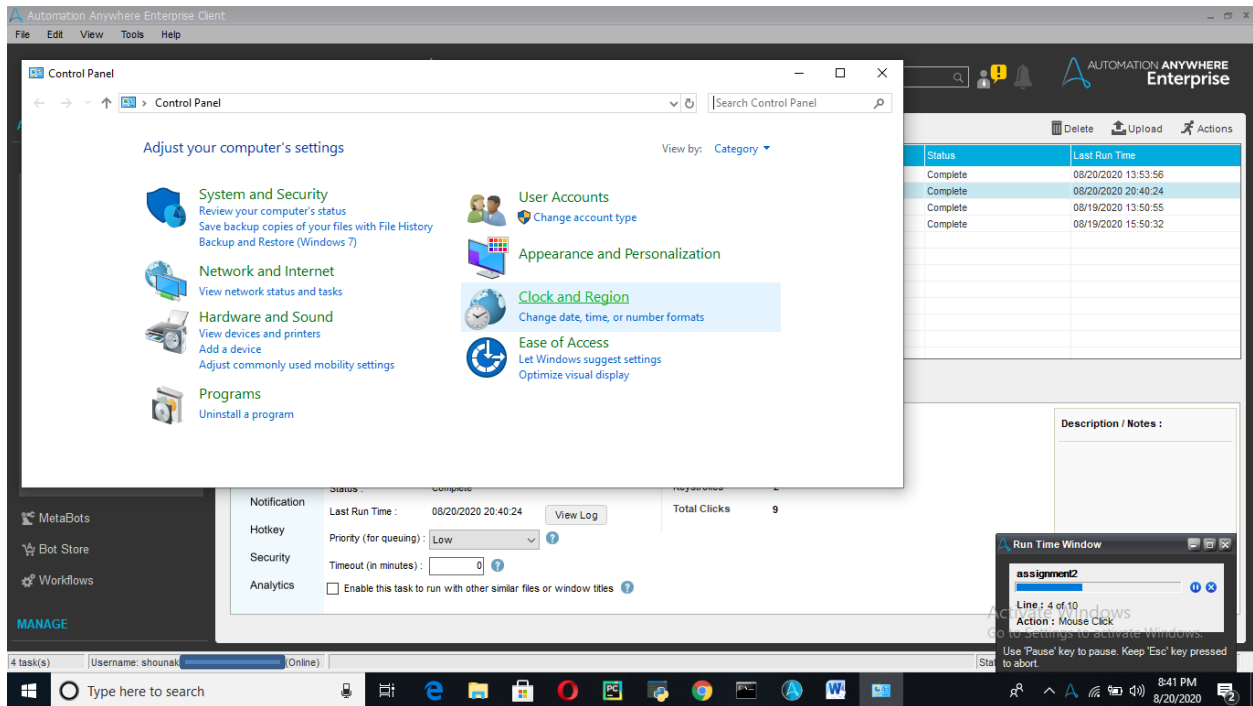 Automation Anywhere Enterprise Client
File Edit View Tools Help
AUTOMATION ANYWHERE
Enterprise
Control Panel
Control Panel
Search Control Panel
Delete Upload Actions
Adjust your computer's settings
View by: Category
Status Last Run Time
Complete 08/20/2020 13:53:56
Complete 08/20/2020 20:40:24
Complete 08/19/2020 13:50:55
Complete 08/19/2020 15:50:32
System and Security
Review your computer's status
Save backup copies of your files with File History
Backup and Restore (Windows 7)
Network and Internet
View network status and tasks
Hardware and Sound
View devices and printers
Add a device
Adjust commonly used mobility settings
Programs
Uninstall a program
User Accounts
Change account type
Appearance and Personalization
Clock and Region
Change date, time, or number formats
Ease of Access
Let Windows suggest settings
Optimize visual display
Description / Notes :
MetaBots
Bot Store
Workflows
MANAGE
Notification
Hotkey
Security
Analytics
Status : Complete
Last Run Time : 08/20/2020 20:40:24 View Log
Priority (for queuing) : Low
Timeout (in minutes) : 0
Enable this task to run with other similar files or window titles
Keystrokes 2
Total Clicks 9
Run Time Window
assignment2
Line : 4 of 10
Action : Mouse Click
Activate Windows
Go to Settings to activate Windows.
Use 'Pause' key to pause. Keep 'Esc' key pressed
to abort.
4 task(s) Username: shounak (Online)
Type here to search
8:41 PM
8/20/2020
2